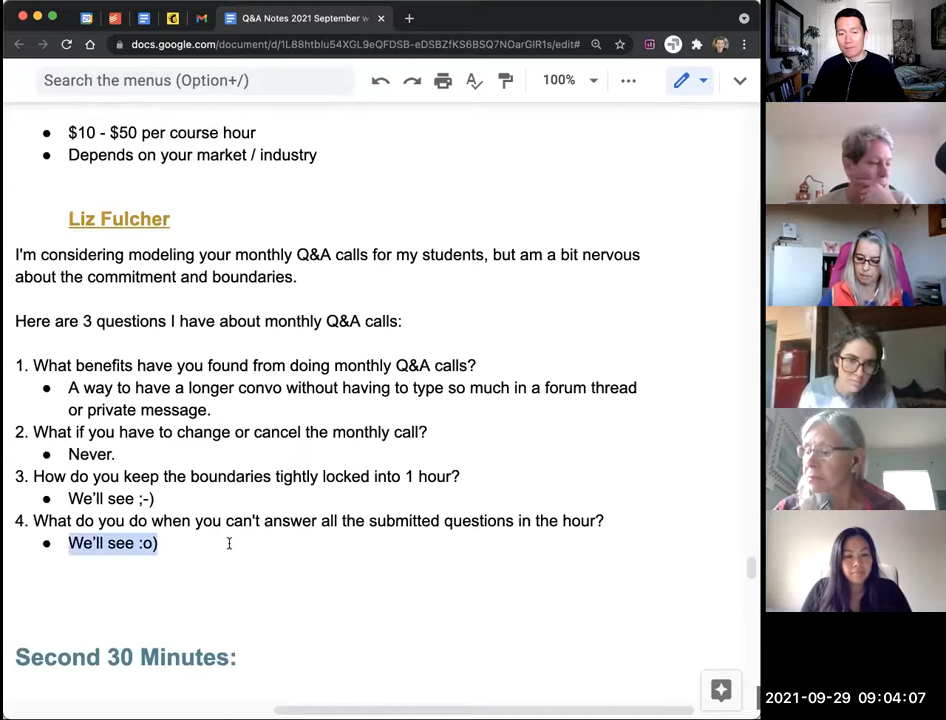 Q&A Notes 2021 September w
docs.google.com/document/d/1L88htblu54XGL9eQFDSB-eDSBZfKS6BSQ7NOarGlR1s/edit#
Search the menus (Option+/)
100%
$10 - $50 per course hour
Depends on your market / industry
Liz Fulcher
I'm considering modeling your monthly Q&A calls for my students, but am a bit nervous
about the commitment and boundaries.
Here are 3 questions I have about monthly Q&A calls:
1. What benefits have you found from doing monthly Q&A calls?
A way to have a longer convo without having to type so much in a forum thread
or private message.
2. What if you have to change or cancel the monthly call?
Never.
3. How do you keep the boundaries tightly locked into 1 hour?
We'll see ;-)
4. What do you do when you can't answer all the submitted questions in the hour?
We'll see :o)
Second 30 Minutes:
2021-09-29 09:04:07